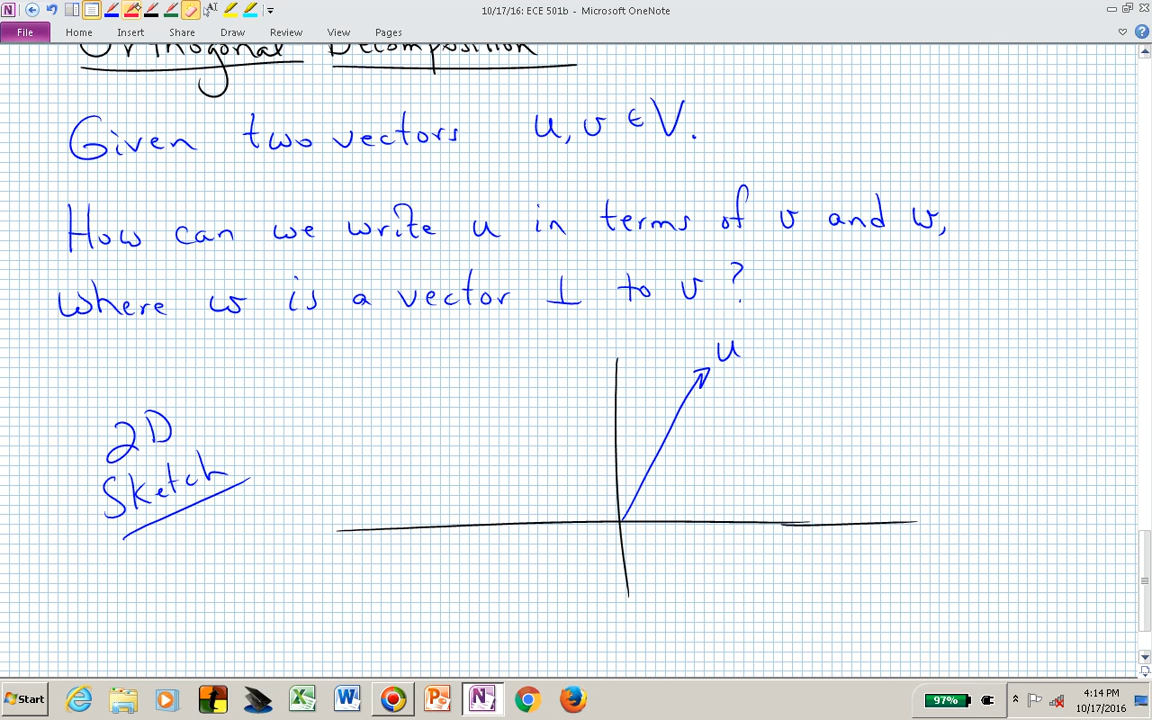 10/17/16: ECE 501b - Microsoft OneNote
File Home Insert Share Draw Review View Pages
Orthogonal Decomposition
Given two vectors u, v ∈ V.
How can we write u in terms of v and w,
where w is a vector ⊥ to v?
u
2D
Sketch
Start
97%
4:14 PM
10/17/2016